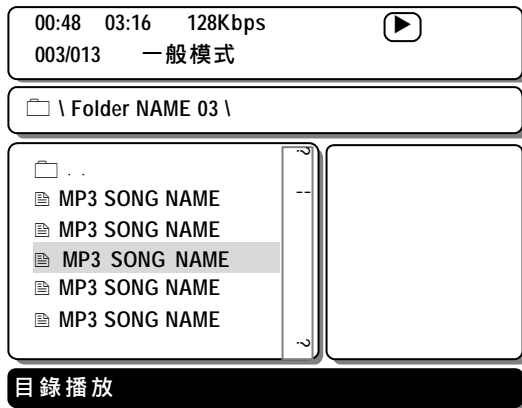 00:48 03:16 128Kbps
003/013 一般模式
\ Folder NAME 03 \
. .
MP3 SONG NAME
MP3 SONG NAME
MP3 SONG NAME
MP3 SONG NAME
MP3 SONG NAME
目錄播放